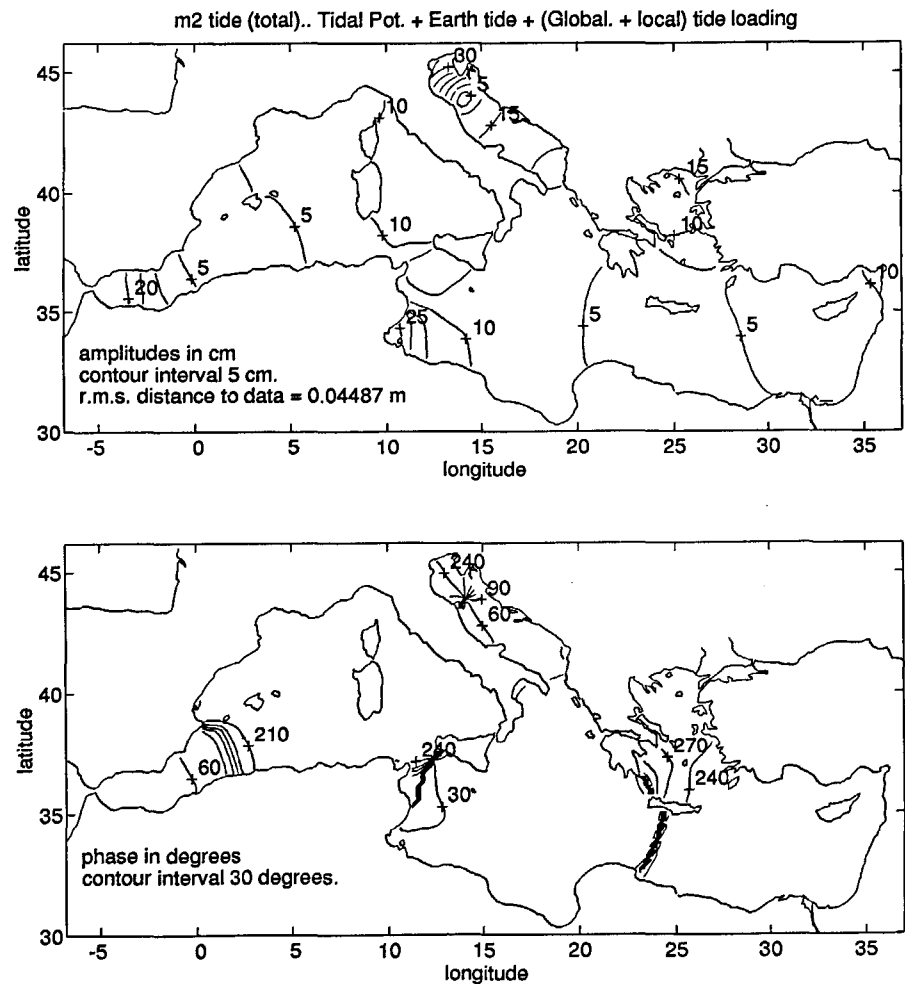 m2 tide (total).. Tidal Pot. + Earth tide + (Global. + local) tide loading
45
40
35
30
latitude
30
5
15
10
15
10
5
10
5
20
25
10
5
5
10
amplitudes in cm
contour interval 5 cm.
r.m.s. distance to data = 0.04487 m
-5 0 5 10 15 20 25 30 35
longitude
45
40
35
30
latitude
240
90
60
210
60
240
30
270
240
phase in degrees
contour interval 30 degrees.
-5 0 5 10 15 20 25 30 35
longitude